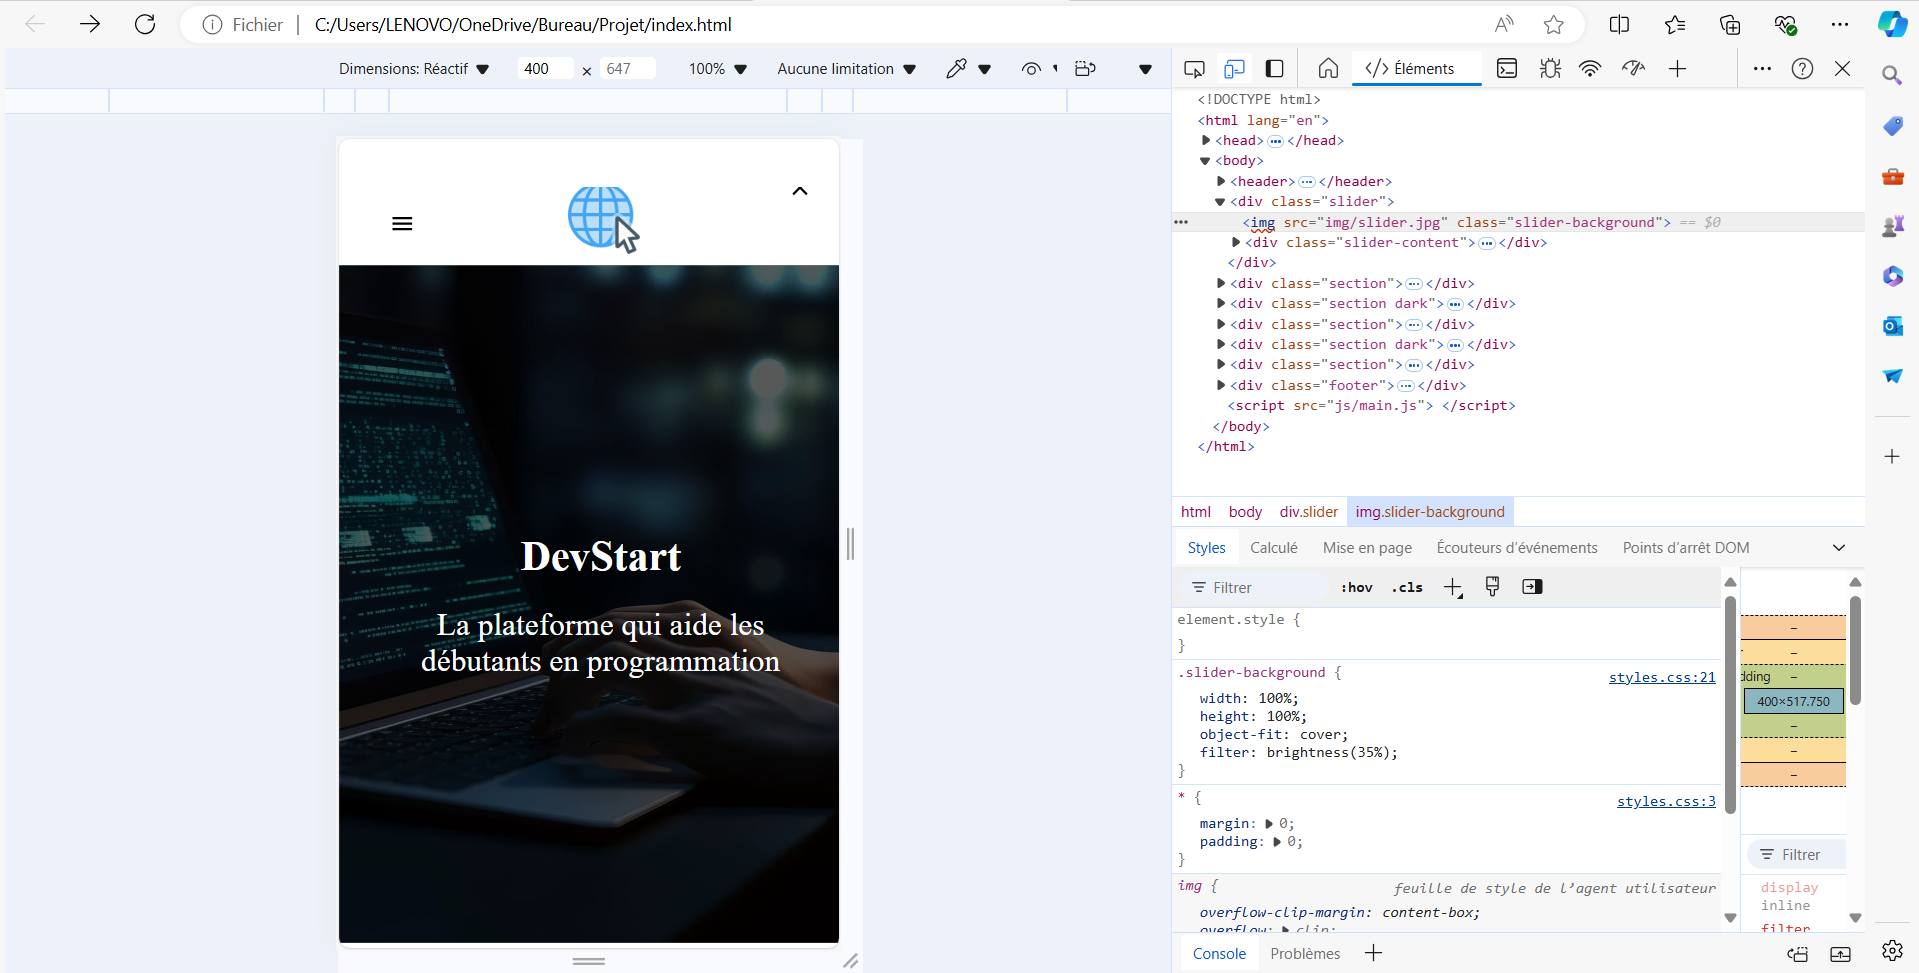 Fichier | C:/Users/LENOVO/OneDrive/Bureau/Projet/index.html
Dimensions: Réactif 400 × 647 100% Aucune limitation
DevStart
La plateforme qui aide les
débutants en programmation
</> Éléments
<!DOCTYPE html>
<html lang="en">
<head> ••• </head>
<body>
<header> ••• </header>
<div class="slider">
••• <img src="img/slider.jpg" class="slider-background"> == $0
<div class="slider-content"> ••• </div>
</div>
<div class="section"> ••• </div>
<div class="section dark"> ••• </div>
<div class="section"> ••• </div>
<div class="section dark"> ••• </div>
<div class="section"> ••• </div>
<div class="footer"> ••• </div>
<script src="js/main.js"> </script>
</body>
</html>
html body div.slider img.slider-background
Styles Calculé Mise en page Écouteurs d’événements Points d’arrêt DOM
Filtrer :hov .cls
element.style {
}
.slider-background { styles.css:21
width: 100%;
height: 100%;
object-fit: cover;
filter: brightness(35%);
}
* { styles.css:3
margin: 0;
padding: 0;
}
img { feuille de style de l’agent utilisateur
overflow-clip-margin: content-box;
overflow: clip;
–
–
dding –
400×517.750
–
–
–
Filtrer
display
inline
filter
Console Problèmes